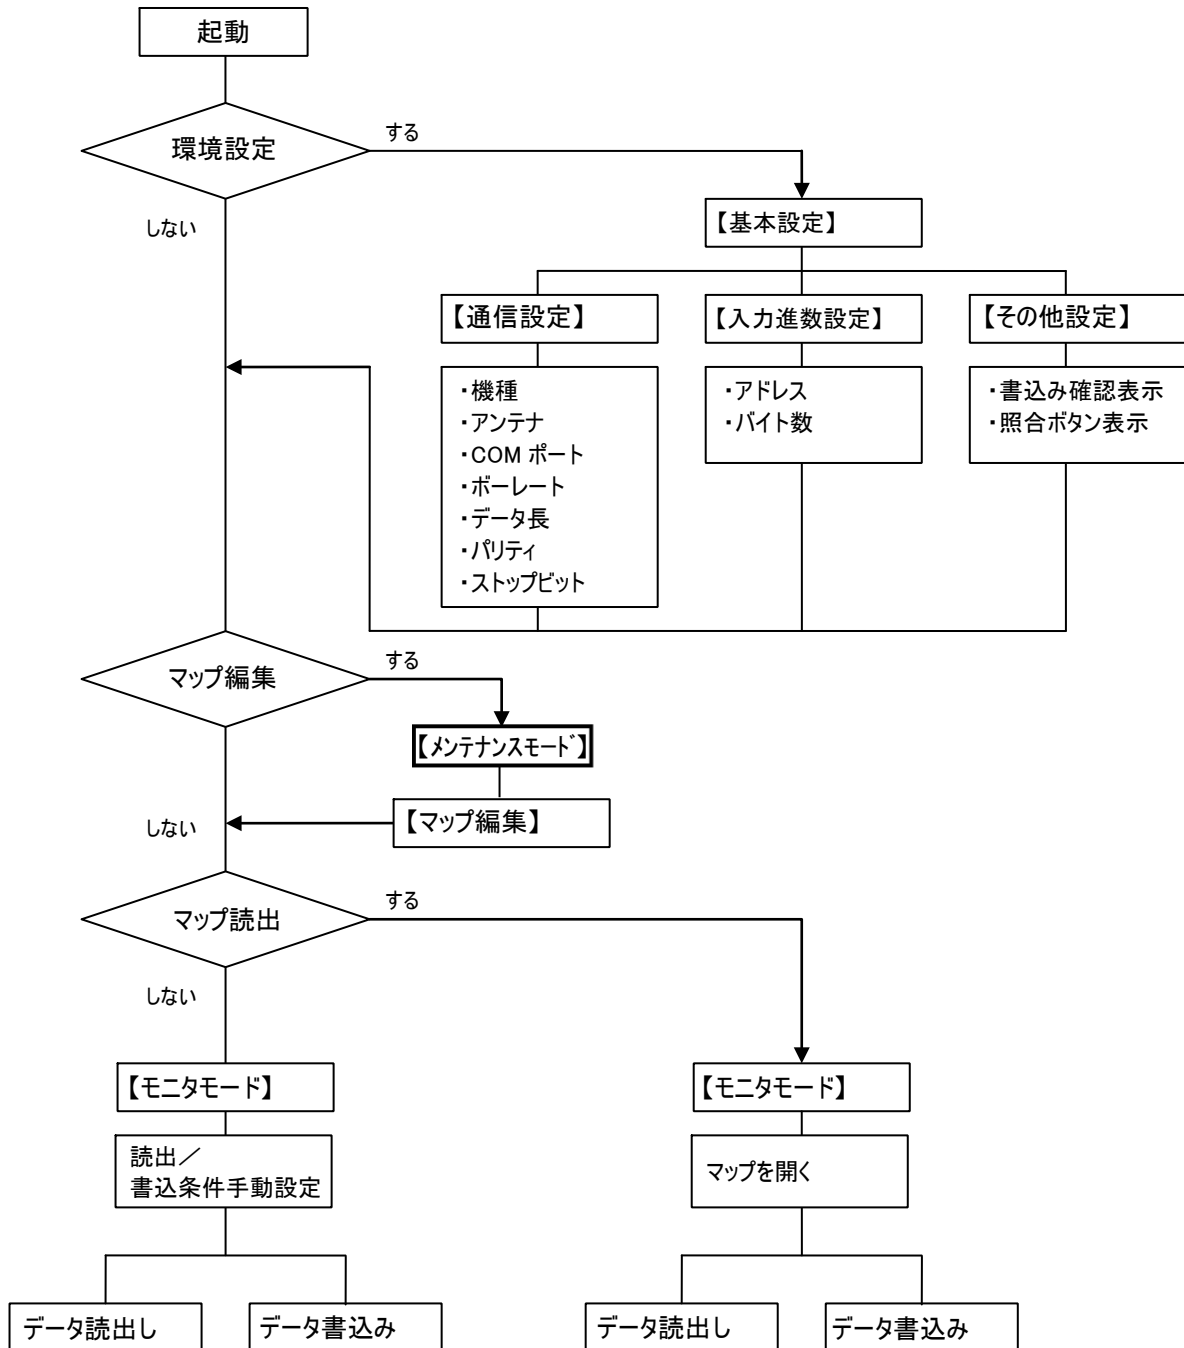 起動
環境設定
する
しない
【基本設定】
【通信設定】
【入力進数設定】
【その他設定】
・機種
・アンテナ
・COM ポート
・ボーレート
・データ長
・パリティ
・ストップビット
・アドレス
・バイト数
・書込み確認表示
・照合ボタン表示
マップ編集
する
【メンテナンスモード】
しない
【マップ編集】
マップ読出
する
しない
【モニタモード】
【モニタモード】
読出／
書込条件手動設定
マップを開く
データ読出し
データ書込み
データ読出し
データ書込み